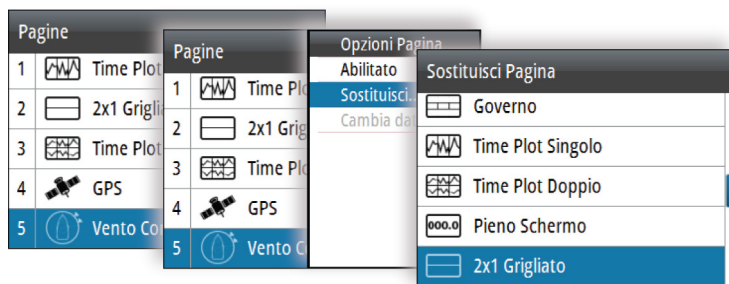 Pagine
1 Time Plot
2 2x1 Griglia
3 Time Plot
4 GPS
5 Vento Co
Pagine
1 Time Plo
2 2x1 Grig
3 Time Plo
4 GPS
5 Vento C
Opzioni Pagina
Abilitato
Sostituisci...
Cambia dat
Sostituisci Pagina
Governo
Time Plot Singolo
Time Plot Doppio
000.0 Pieno Schermo
2x1 Grigliato